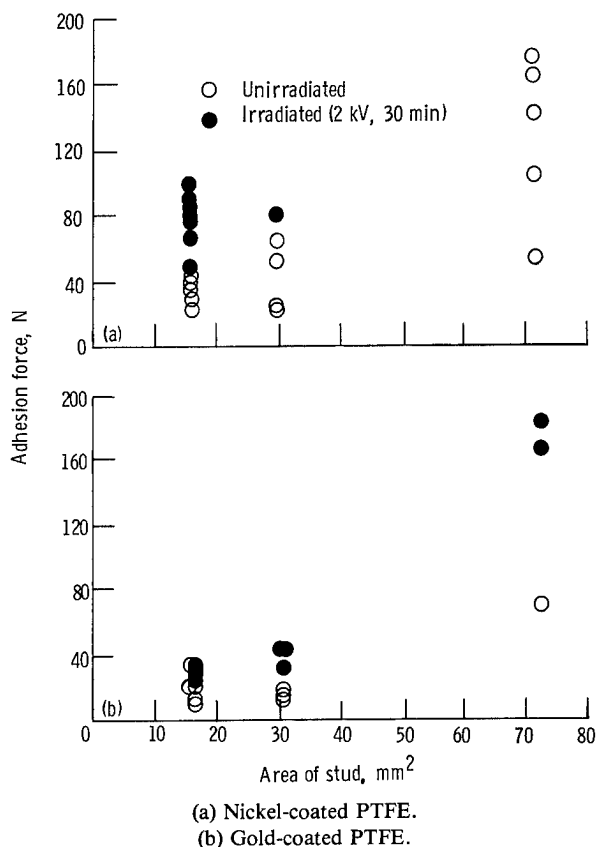 200
160
120
80
40
0
Unirradiated
Irradiated (2 kV, 30 min)
(a)
Adhesion force, N
200
160
120
80
40
(b)
0 10 20 30 40 50 60 70 80
Area of stud, mm²
(a) Nickel-coated PTFE.
(b) Gold-coated PTFE.